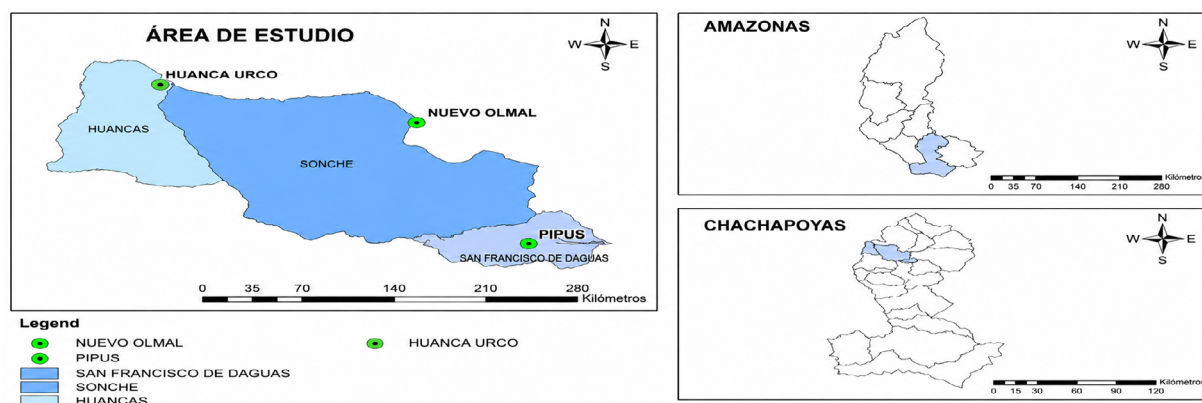 ÁREA DE ESTUDIO
N
W E
S
HUANCA URCO
NUEVO OLMAL
HUANCAS
SONCHE
PIPUS
SAN FRANCISCO DE DAGUAS
0 35 70 140 210 280
Kilómetros
Legend
NUEVO OLMAL
HUANCA URCO
PIPUS
SAN FRANCISCO DE DAGUAS
SONCHE
HUANCAS
AMAZONAS
N
W E
S
Kilómetros
0 35 70 140 210 280
CHACHAPOYAS
N
W E
S
Kilómetros
0 15 30 60 90 120